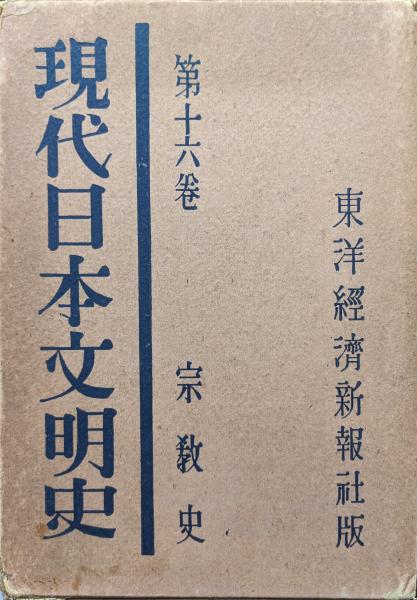 東洋經濟新報社版
第十六卷 宗教史
現代日本文明史